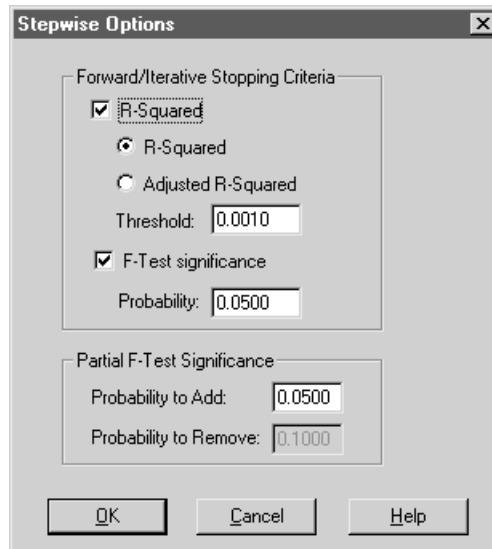 Stepwise Options
Forward/Iterative Stopping Criteria
R-Squared
R-Squared
Adjusted R-Squared
Threshold: 0.0010
F-Test significance
Probability: 0.0500
Partial F-Test Significance
Probability to Add: 0.0500
Probability to Remove: 0.1000
OK Cancel Help